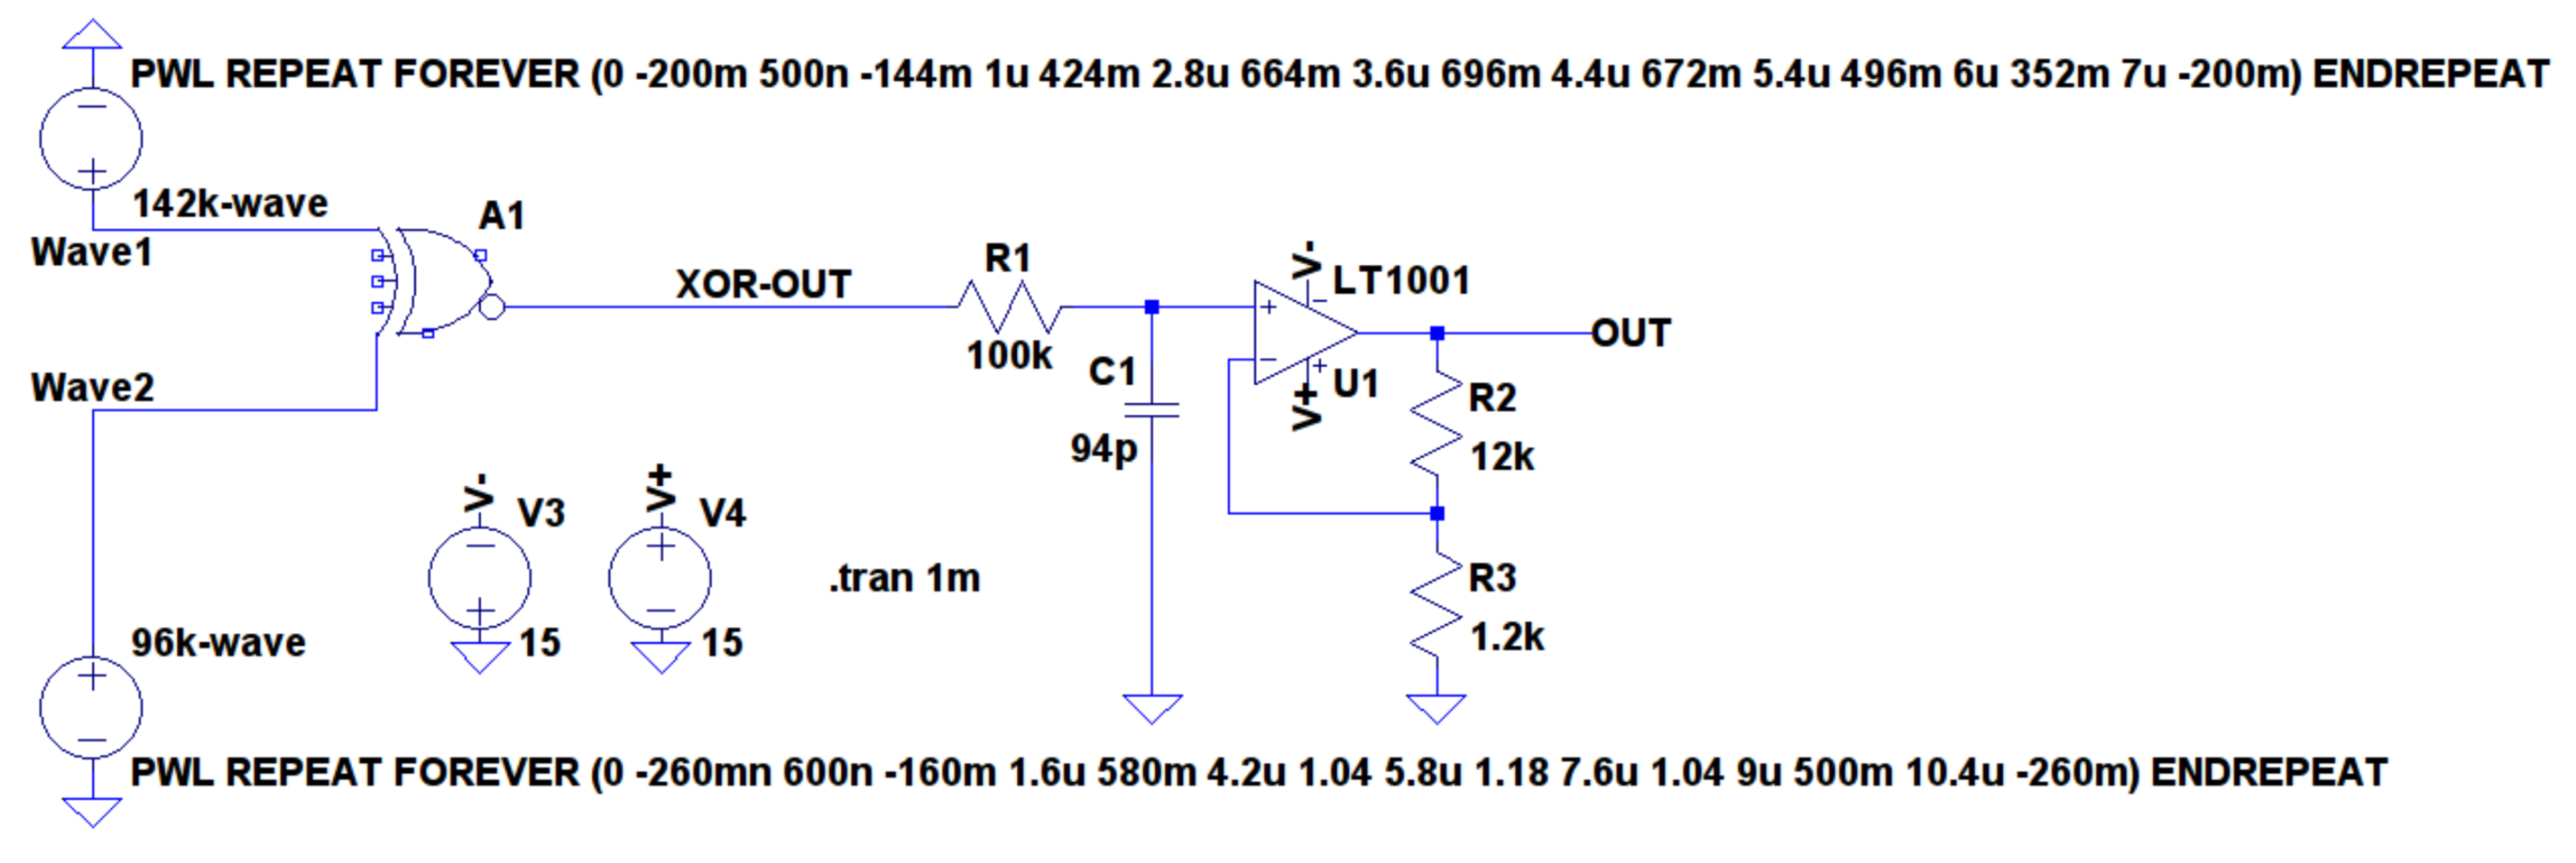 PWL REPEAT FOREVER (0 -200m 500n -144m 1u 424m 2.8u 664m 3.6u 696m 4.4u 672m 5.4u 496m 6u 352m 7u -200m) ENDREPEAT
142k-wave
A1
Wave1
XOR-OUT
R1
100k
V-
LT1001
OUT
C1
94p
V+
U1
Wave2
R2
12k
V-
V3
15
V+
V4
15
.tran 1m
R3
1.2k
96k-wave
PWL REPEAT FOREVER (0 -260mn 600n -160m 1.6u 580m 4.2u 1.04 5.8u 1.18 7.6u 1.04 9u 500m 10.4u -260m) ENDREPEAT